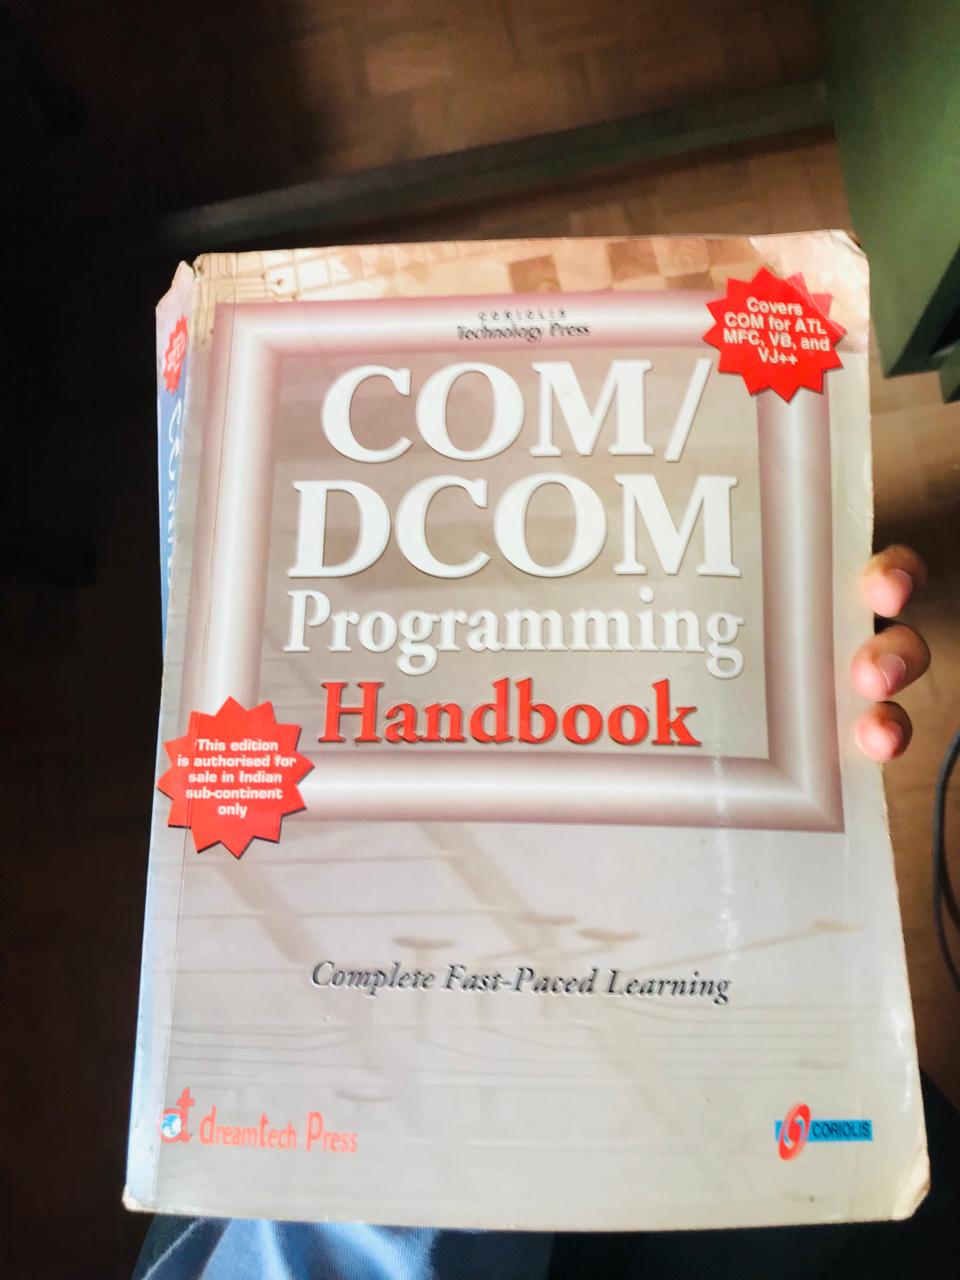 CORIOLIS
Technology Press
Covers
COM for ATL
MFC, VB, and
VJ++
COM/
DCOM
Programming
Handbook
This edition
is authorised for
sale in Indian
sub-continent
only
Complete Fast-Paced Learning
dt dreamtech Press
CORIOLIS